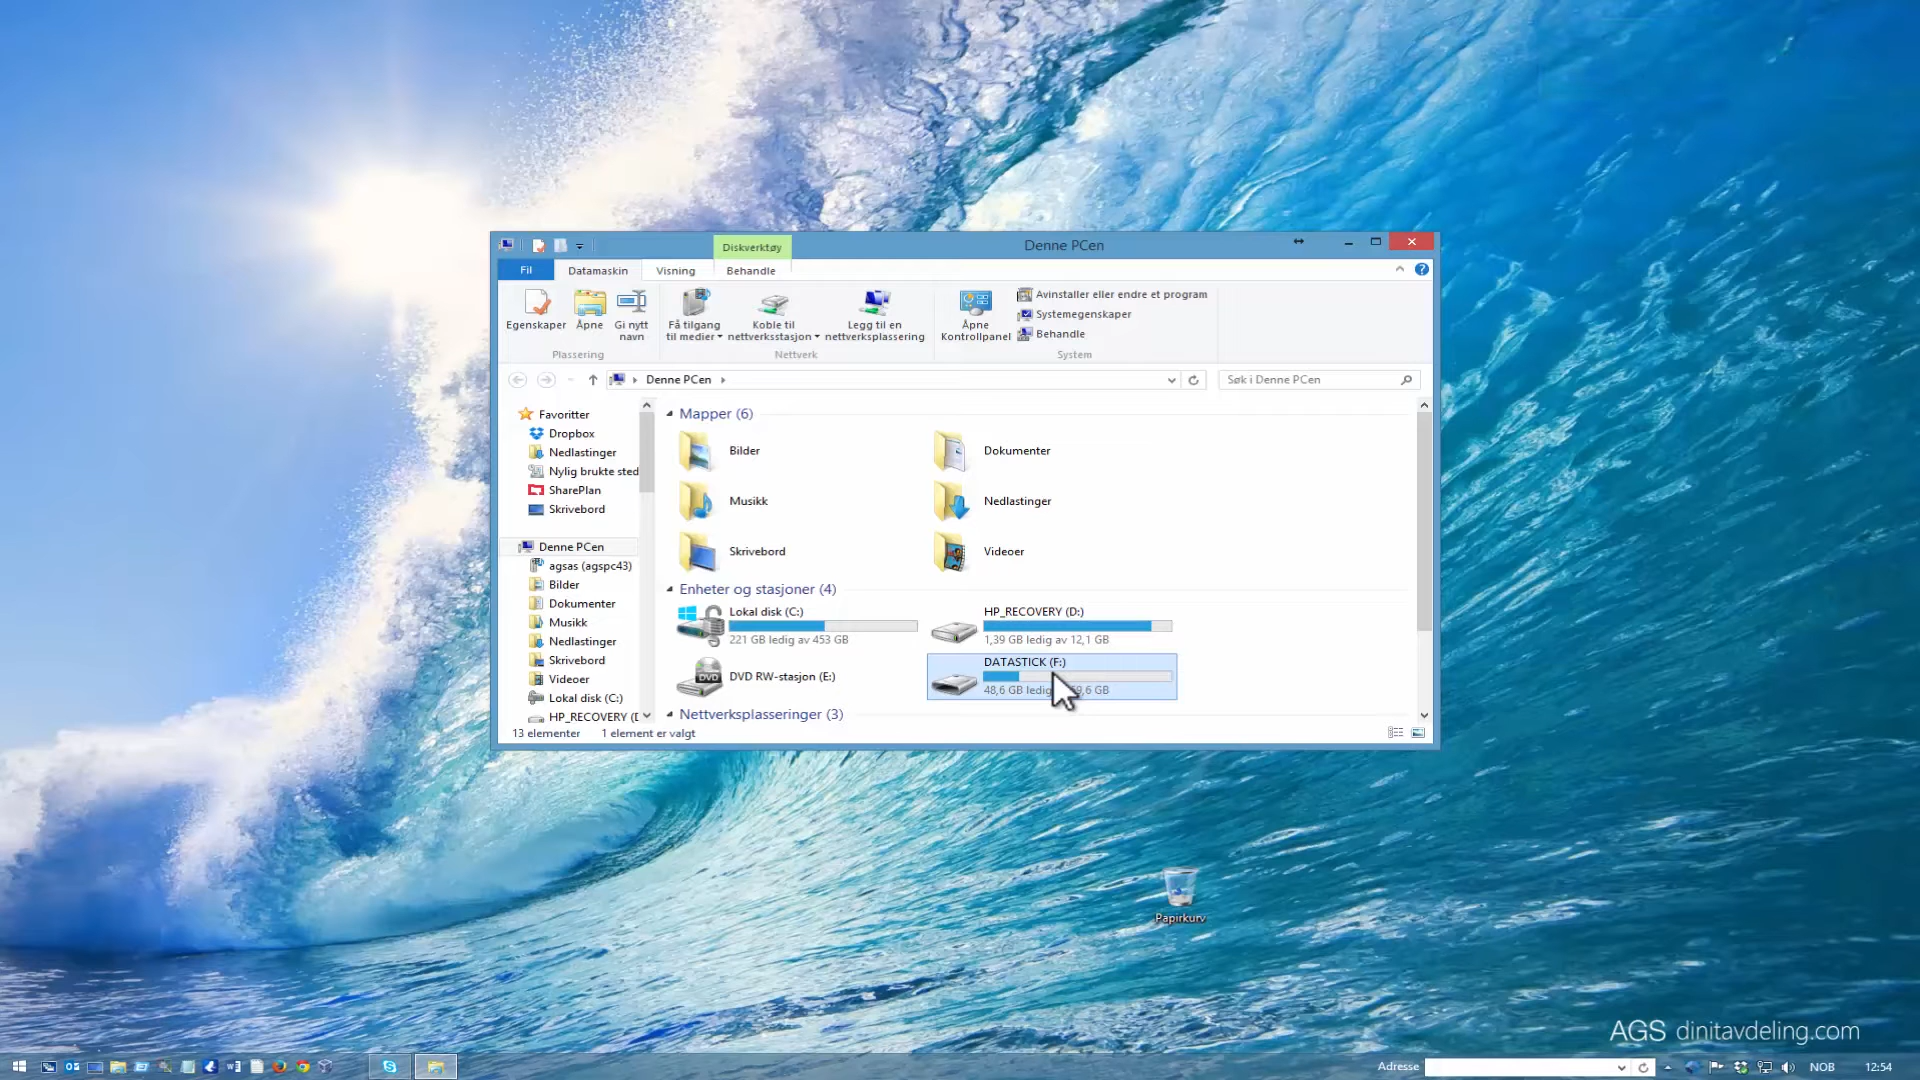 Diskverktøy
Denne PCen
Fil
Datamaskin
Visning
Behandle
Egenskaper
Åpne
Gi nytt
navn
Få tilgang
til medier
Koble til
nettverksstasjon
Legg til en
nettverksplassering
Åpne
Kontrollpanel
Avinstaller eller endre et program
Systemegenskaper
Behandle
Plassering
Nettverk
System
Denne PCen
Søk i Denne PCen
Favoritter
Dropbox
Nedlastinger
Nylig brukte sted
SharePlan
Skrivebord
Denne PCen
agsas (agspc43)
Bilder
Dokumenter
Musikk
Nedlastinger
Skrivebord
Videoer
Lokal disk (C:)
HP_RECOVERY (D
Mapper (6)
Bilder
Dokumenter
Musikk
Nedlastinger
Skrivebord
Videoer
Enheter og stasjoner (4)
Lokal disk (C:)
221 GB ledig av 453 GB
HP_RECOVERY (D:)
1,39 GB ledig av 12,1 GB
DVD
DVD RW-stasjon (E:)
DATASTICK (F:)
48,6 GB ledig 9,6 GB
Nettverksplasseringer (3)
13 elementer
1 element er valgt
Papirkurv
AGS dinitavdeling.com
Adresse
NOB
12:54